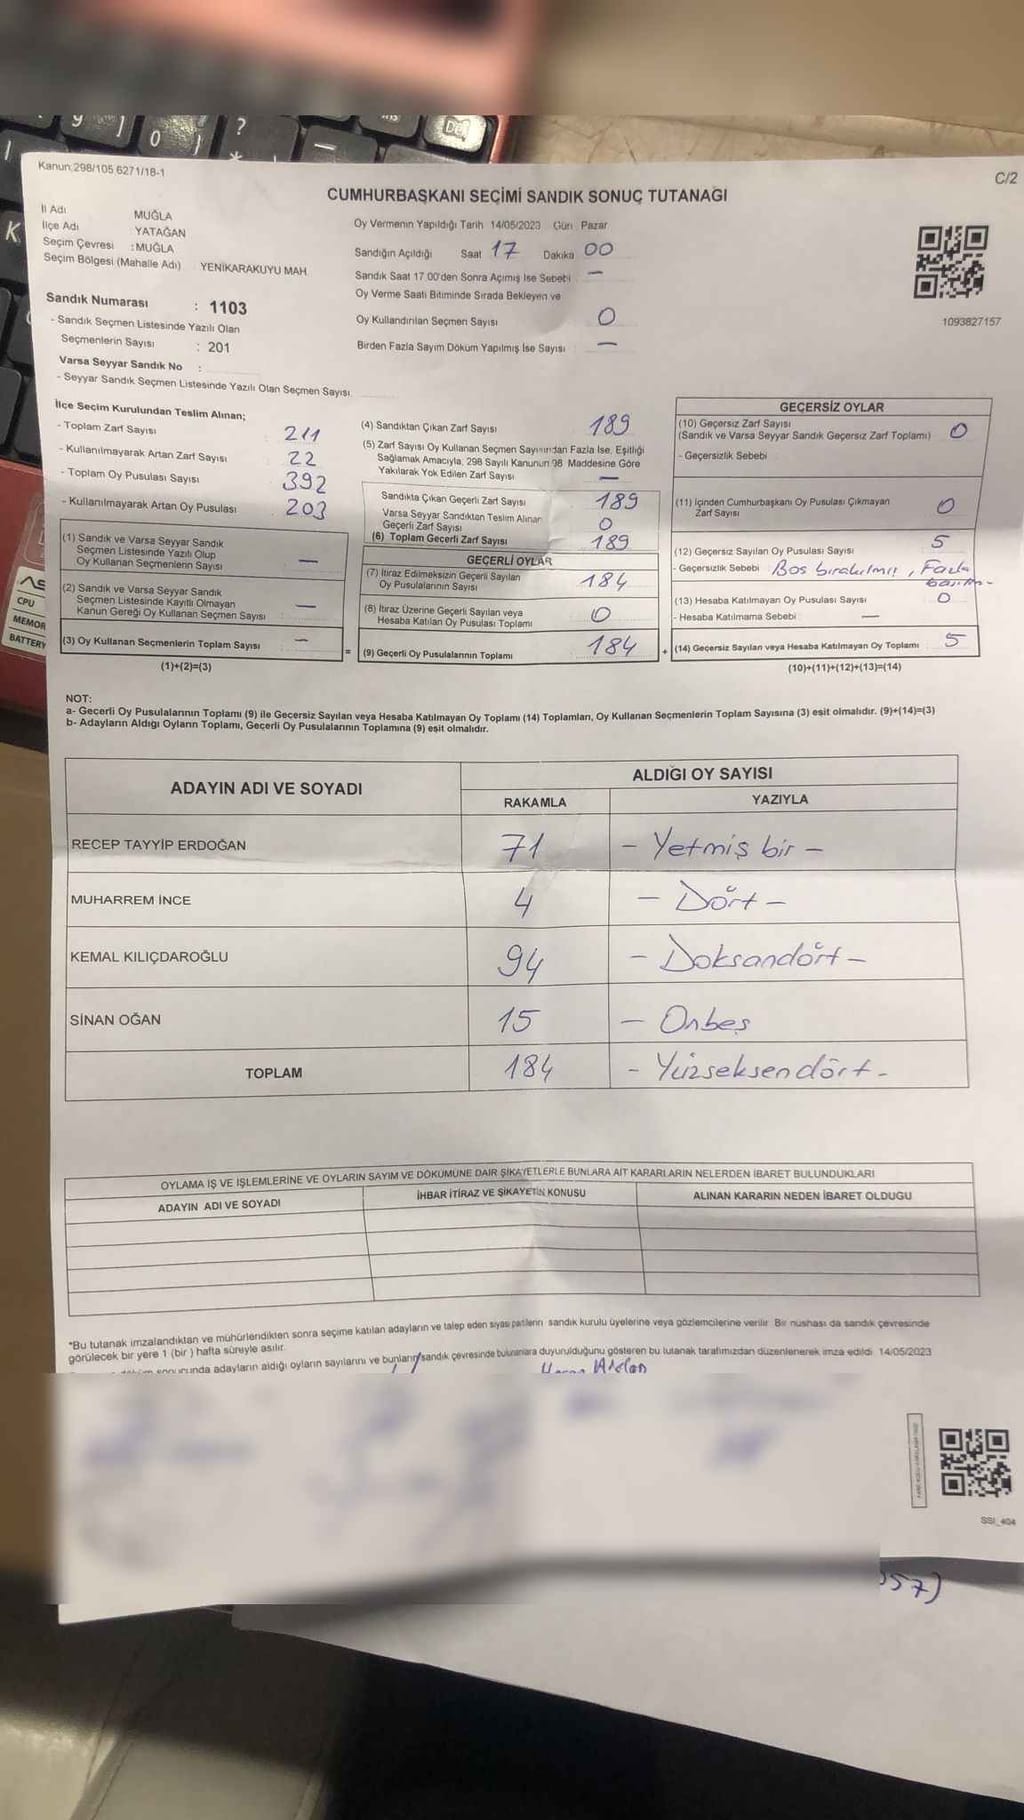 Kanun;298/105 6271/18-1
C/2
CUMHURBAŞKANI SEÇİMİ SANDIK SONUÇ TUTANAĞI
İl Adı MUĞLA
İlçe Adı YATAĞAN
Seçim Çevresi : MUĞLA
Seçim Bölgesi (Mahalle Adı) YENİKARAKUYU MAH.
Oy Vermenin Yapıldığı Tarih 14/05/2023 Gün Pazar
Sandığın Açıldığı Saat 17 Dakika 00
Sandık Saat 17 00'den Sonra Açımış İse Sebebi —
Oy Verme Saati Bitiminde Sırada Bekleyen ve
Oy Kullandırılan Seçmen Sayısı 0
Birden Fazla Sayım Döküm Yapılmış İse Sayısı —
1093827157
Sandık Numarası : 1103
- Sandık Seçmen Listesinde Yazılı Olan
Seçmenlerin Sayısı : 201
Varsa Seyyar Sandık No :
- Seyyar Sandık Seçmen Listesinde Yazılı Olan Seçmen Sayısı
İlçe Seçim Kurulundan Teslim Alınan;
- Toplam Zarf Sayısı 211
- Kullanılmayarak Artan Zarf Sayısı 22
- Toplam Oy Pusulası Sayısı 392
- Kullanılmayarak Artan Oy Pusulası 203
(1) Sandık ve Varsa Seyyar Sandık
Seçmen Listesinde Yazılı Olup
Oy Kullanan Seçmenlerin Sayısı —
(2) Sandık ve Varsa Seyyar Sandık
Seçmen Listesinde Kayıtlı Olmayan
Kanun Gereği Oy Kullanan Seçmen Sayısı —
(3) Oy Kullanan Seçmenlerin Toplam Sayısı —
(1)+(2)=(3)
(4) Sandıktan Çıkan Zarf Sayısı 189
(5) Zarf Sayısı Oy Kullanan Seçmen Sayısından Fazla İse, Eşitliği
Sağlamak Amacıyla, 298 Sayılı Kanunun 98 Maddesine Göre
Yakılarak Yok Edilen Zarf Sayısı —
Sandıkta Çıkan Geçerli Zarf Sayısı 189
Varsa Seyyar Sandıktan Teslim Alınan
Geçerli Zarf Sayısı 0
(6) Toplam Gecerli Zarf Sayısı 189
GEÇERLİ OYLAR
(7) İtiraz Edilmeksizin Geçerli Sayılan
Oy Pusulalarının Sayısı 184
(8) İtiraz Üzerine Geçerli Sayılan veya
Hesaba Katılan Oy Pusulası Toplamı 0
= (9) Geçerli Oy Pusulalarının Toplamı 184
GEÇERSİZ OYLAR
(10) Geçersiz Zarf Sayısı
(Sandık ve Varsa Seyyar Sandık Geçersiz Zarf Toplamı) 0
- Geçersizlik Sebebi
(11) İçinden Cumhurbaşkanı Oy Pusulası Çıkmayan
Zarf Sayısı 0
(12) Geçersiz Sayılan Oy Pusulası Sayısı 5
- Geçersizlik Sebebi Boş bırakılmış, Fazla
(13) Hesaba Katılmayan Oy Pusulası Sayısı 0
- Hesaba Katılmama Sebebi —
+ (14) Geçersiz Sayılan veya Hesaba Katılmayan Oy Toplamı 5
(10)+(11)+(12)+(13)=(14)
NOT:
a- Gecerli Oy Pusulalarının Toplamı (9) ile Gecersiz Sayılan veya Hesaba Katılmayan Oy Toplamı (14) Toplamları, Oy Kullanan Seçmenlerin Toplam Sayısına (3) esit olmalıdır. (9)+(14)=(3)
b- Adayların Aldığı Oyların Toplamı, Geçerli Oy Pusulalarının Toplamına (9) eşit olmalıdır.
ADAYIN ADI VE SOYADI ALDIĞI OY SAYISI
RAKAMLA YAZIYLA
RECEP TAYYİP ERDOĞAN 71 - Yetmiş bir -
MUHARREM İNCE 4 - Dört -
KEMAL KILIÇDAROĞLU 94 - Doksandört -
SİNAN OĞAN 15 - Onbeş
TOPLAM 184 - Yüzseksendört -
OYLAMA İŞ VE İŞLEMLERİNE VE OYLARIN SAYIM VE DÖKÜMÜNE DAİR ŞİKAYETLERLE BUNLARA AİT KARARLARIN NELERDEN İBARET BULUNDUKLARI
ADAYIN ADI VE SOYADI İHBAR İTİRAZ VE ŞİKAYETİN KONUSU ALINAN KARARIN NEDEN İBARET OLDUĞU
*Bu tutanak imzalandıktan ve mühürlendikten sonra seçime katılan adayların ve talep eden siyasi partilerin sandık kurulu üyelerine veya gözlemcilerine verilir. Bir nüshası da sandık çevresinde
görülecek bir yere 1 (bir) hafta süreyle asılır.
sonucunda adayların aldığı oyların sayılarını ve bunların sandık çevresinde bulunanlara duyurulduğunu gösteren bu tutanak tarafımızdan düzenlenerek imza edildi. 14/05/2023
SSI_404
57)
CPU
BATTERY